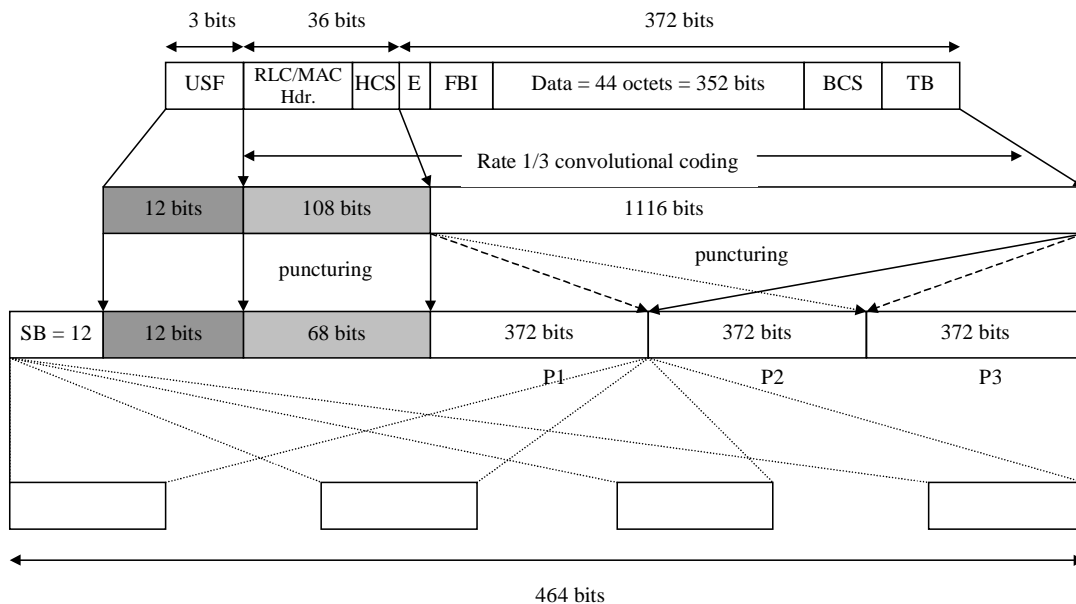 3 bits 36 bits 372 bits
USF RLC/MAC Hdr. HCS E FBI Data = 44 octets = 352 bits BCS TB
Rate 1/3 convolutional coding
12 bits 108 bits 1116 bits
puncturing puncturing
SB = 12 12 bits 68 bits 372 bits 372 bits 372 bits
P1 P2 P3
464 bits